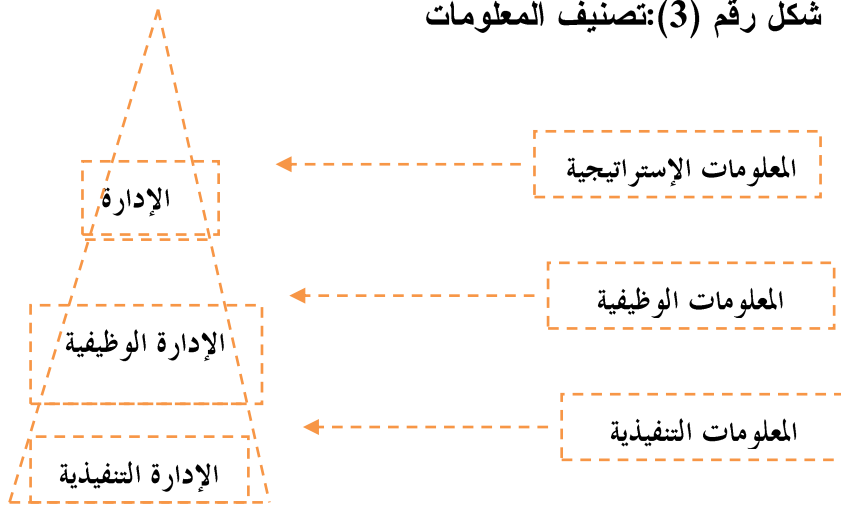 شكل رقم (3):تصنيف المعلومات
المعلومات الإستراتيجية
الإدارة
المعلومات الوظيفية
الإدارة الوظيفية
المعلومات التنفيذية
الإدارة التنفيذية